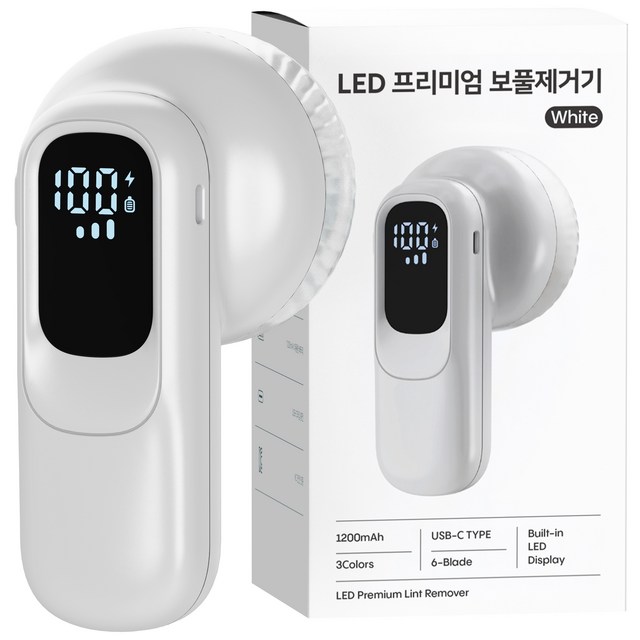 100
LED 프리미엄 보풀제거기
White
100
1200mAh
USB-C TYPE
Built-in
LED
Display
3Colors
6-Blade
LED Premium Lint Remover